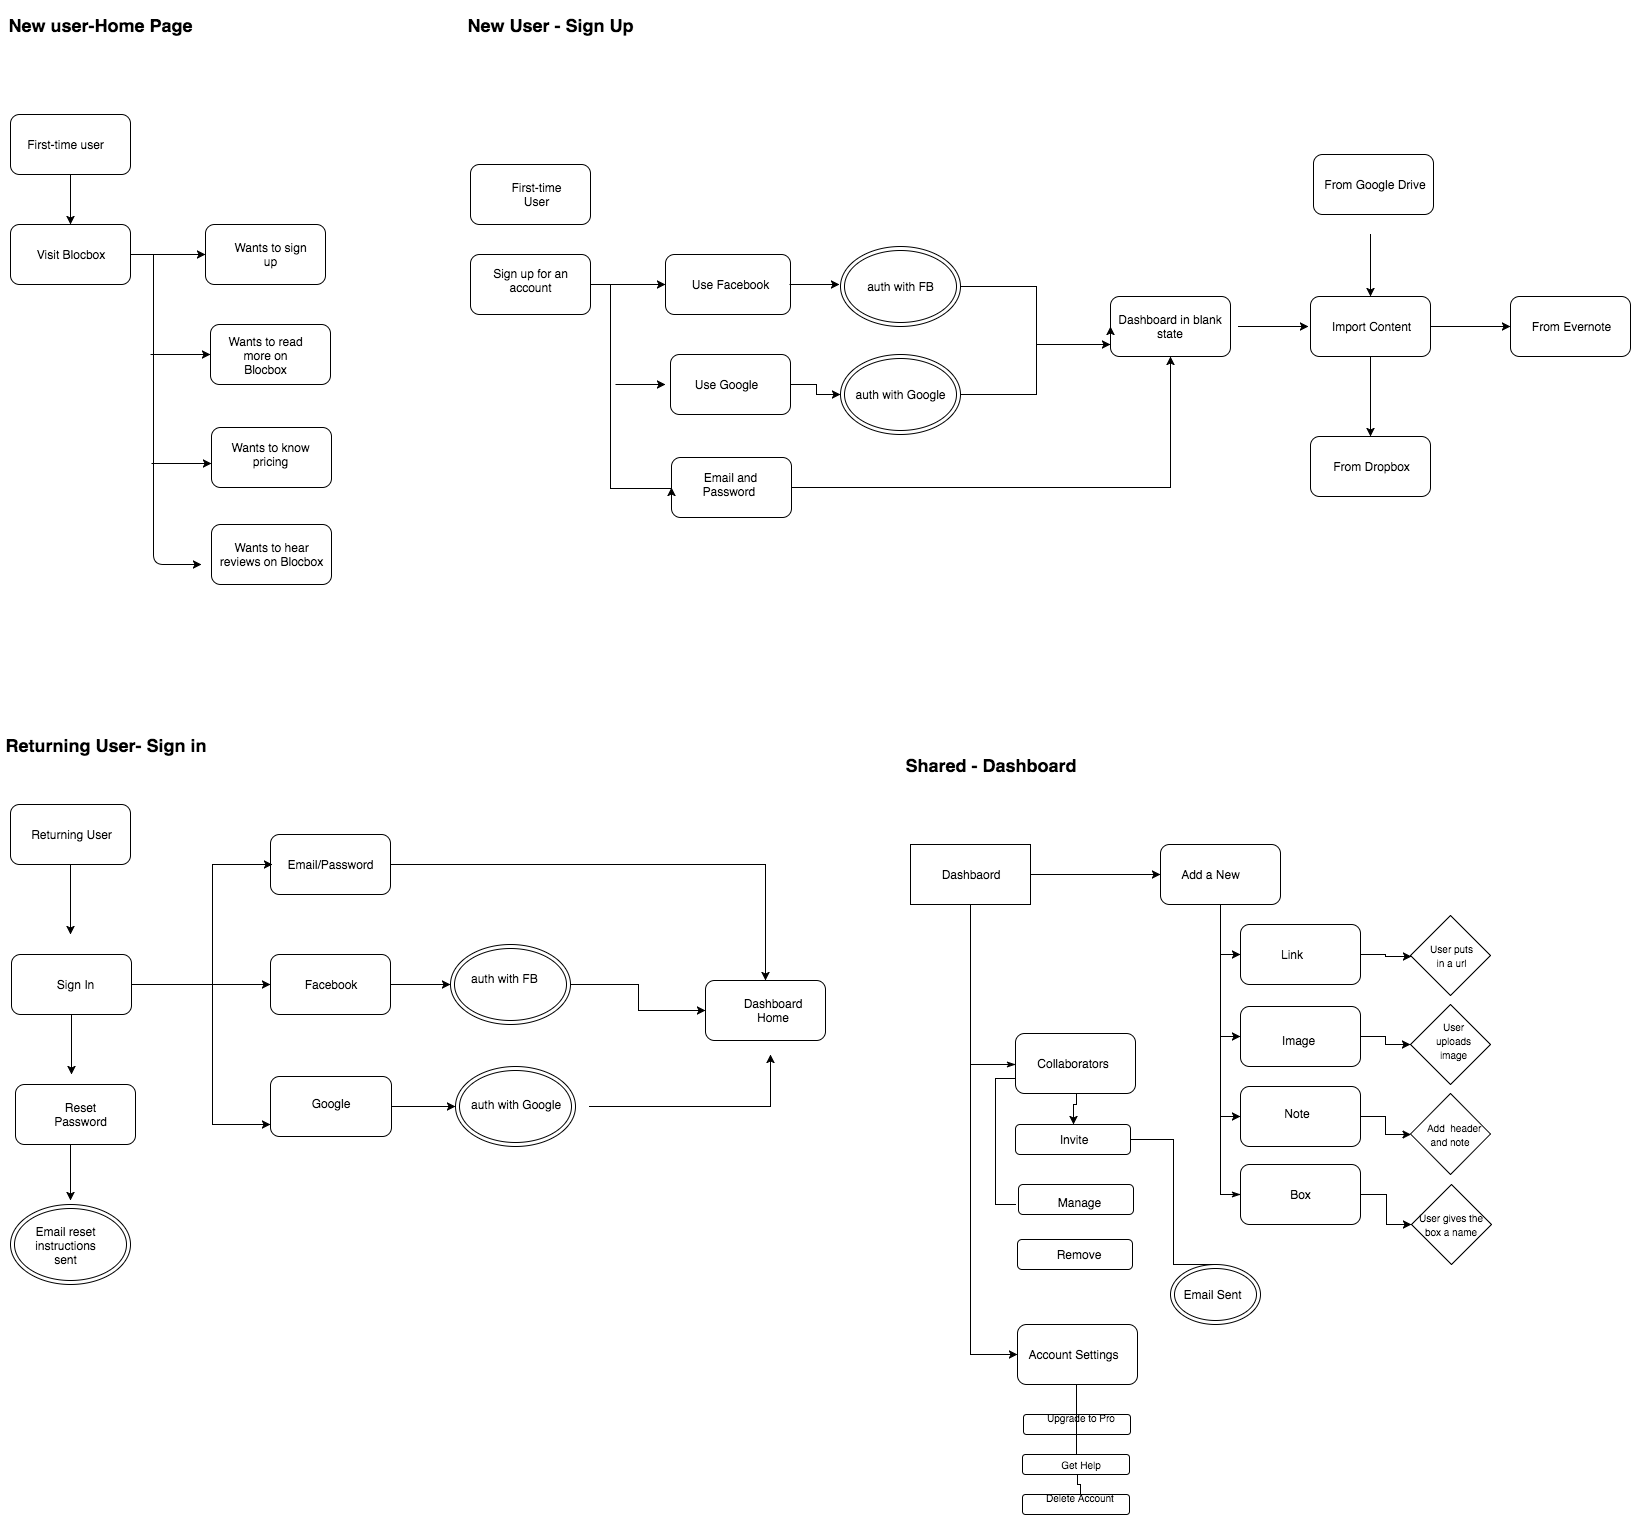 New user-Home Page
First-time user
Visit Blocbox
Wants to sign
up
Wants to read
more on
Blocbox
Wants to know
pricing
Wants to hear
reviews on Blocbox
New User - Sign Up
First-time
User
Sign up for an
account
Use Facebook
auth with FB
Use Google
auth with Google
Email and
Password
Dashboard in blank
state
From Google Drive
Import Content
From Evernote
From Dropbox
Returning User- Sign in
Returning User
Sign In
Reset
Password
Email reset
instructions
sent
Email/Password
Facebook
auth with FB
Google
auth with Google
Dashboard
Home
Shared - Dashboard
Dashbaord
Add a New
Link
User puts
in a url
Image
User
uploads
image
Note
Add  header
and note
Box
User gives the
box a name
Collaborators
Invite
Manage
Remove
Email Sent
Account Settings
Upgrade to Pro
Get Help
Delete Account